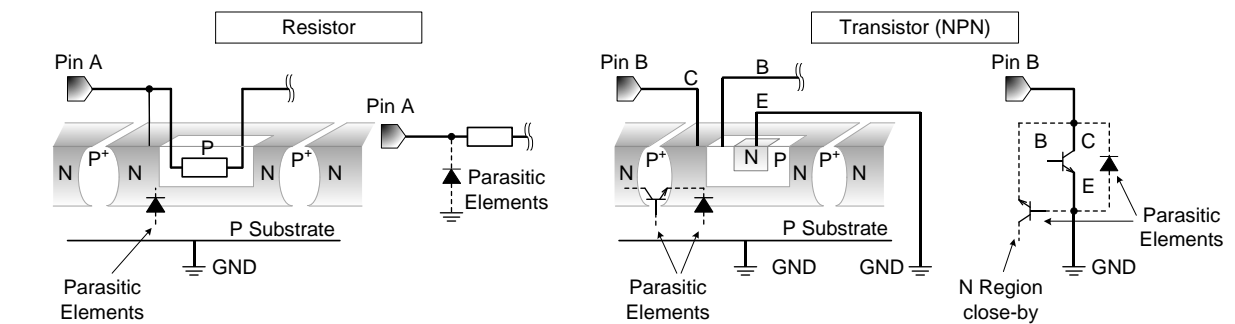 Resistor
Transistor (NPN)
Pin A
Pin A
N
P+
N
P
N
P+
N
Parasitic
Elements
P Substrate
GND
Parasitic
Elements
Pin B
C
B
E
N
P+
N
N
P
P+
N
P Substrate
GND
GND
Parasitic
Elements
Pin B
B
C
E
Parasitic
Elements
GND
N Region
close-by